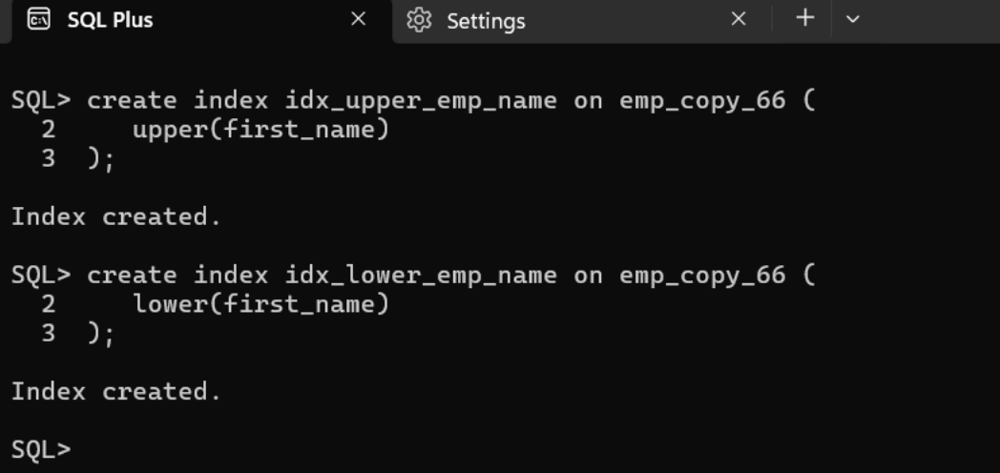 SQL Plus
Settings
SQL> create index idx_upper_emp_name on emp_copy_66 (
  2     upper(first_name)
  3  );
Index created.
SQL> create index idx_lower_emp_name on emp_copy_66 (
  2     lower(first_name)
  3  );
Index created.
SQL>